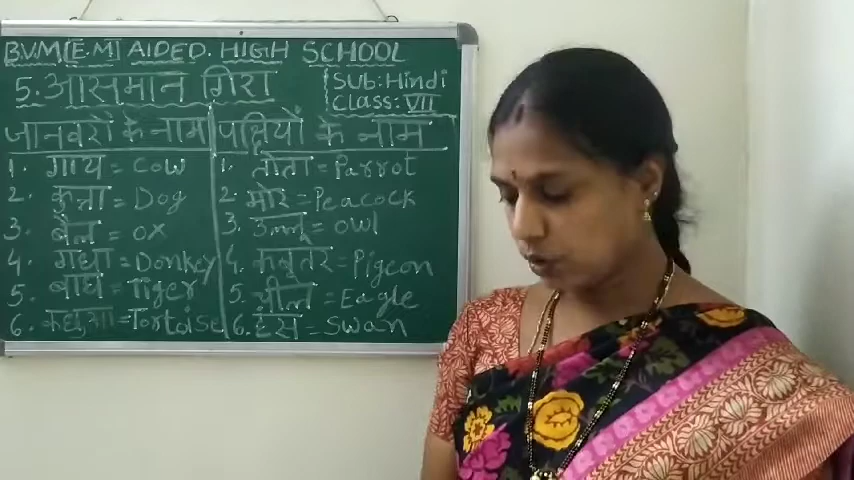 BVM[E.M] AIDED. HIGH SCHOOL
5. आसमान गिरा
Sub: Hindi
Class: VII
जानवरों के नाम
पक्षियों के नाम
1. गाय = Cow
2. कुत्ता = Dog
3. बैल = OX
4. गधा = Donkey
5. बाघ = Tiger
6. कछुआ = Tortoise
1. तोता = Parrot
2. मोर = Peacock
3. उल्लू = owl
4. कबूतर = Pigeon
5. चील = Eagle
6. हंस = Swan